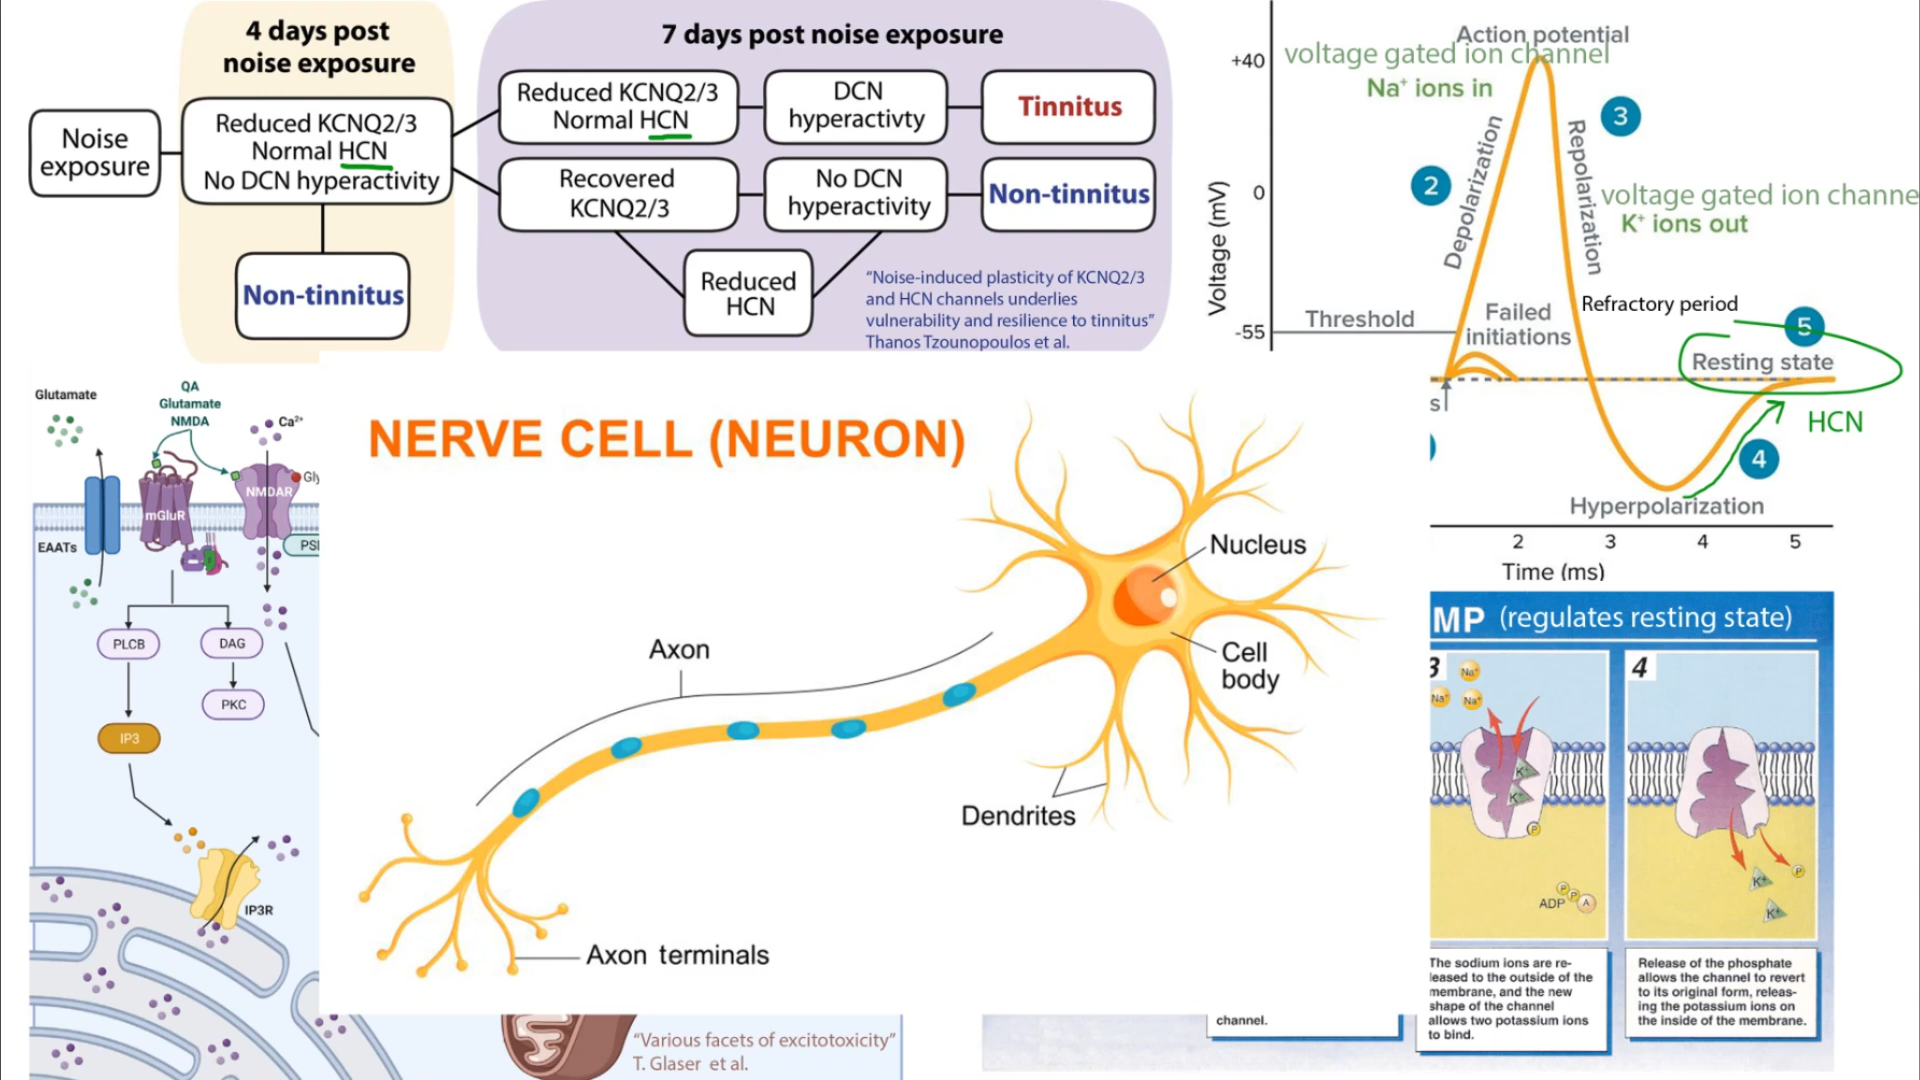 4 days post
noise exposure
7 days post noise exposure
Noise
exposure
Reduced KCNQ2/3
Normal HCN
No DCN hyperactivity
Non-tinnitus
Reduced KCNQ2/3
Normal HCN
DCN
hyperactivty
Tinnitus
Recovered
KCNQ2/3
No DCN
hyperactivity
Non-tinnitus
Reduced
HCN
"Noise-induced plasticity of KCNQ2/3
and HCN channels underlies
vulnerability and resilience to tinnitus"
Thanos Tzounopoulos et al.
Action potential
voltage gated ion channel
Na⁺ ions in
+40
0
-55
Voltage (mV)
2
Depolarization
3
Repolarization
voltage gated ion channe
K⁺ ions out
Threshold
Failed
initiations
Refractory period
5
Resting state
HCN
4
Hyperpolarization
s
2
3
4
5
Time (ms)
Glutamate
QA
Glutamate
NMDA
Ca²⁺
Gly
NMDAR
mGluR
EAATs
PSI
PLCB
DAG
PKC
IP3
IP3R
NERVE CELL (NEURON)
Nucleus
Cell
body
Axon
Dendrites
Axon terminals
MP (regulates resting state)
3
Na⁺
Na⁺
Na⁺
K⁺
K⁺
P
ADP
P
P
A
4
K⁺
K⁺
P
The sodium ions are re-
leased to the outside of the
membrane, and the new
shape of the channel
allows two potassium ions
to bind.
Release of the phosphate
allows the channel to revert
to its original form, releas-
ing the potassium ions on
the inside of the membrane.
channel.
"Various facets of excitotoxicity"
T. Glaser et al.